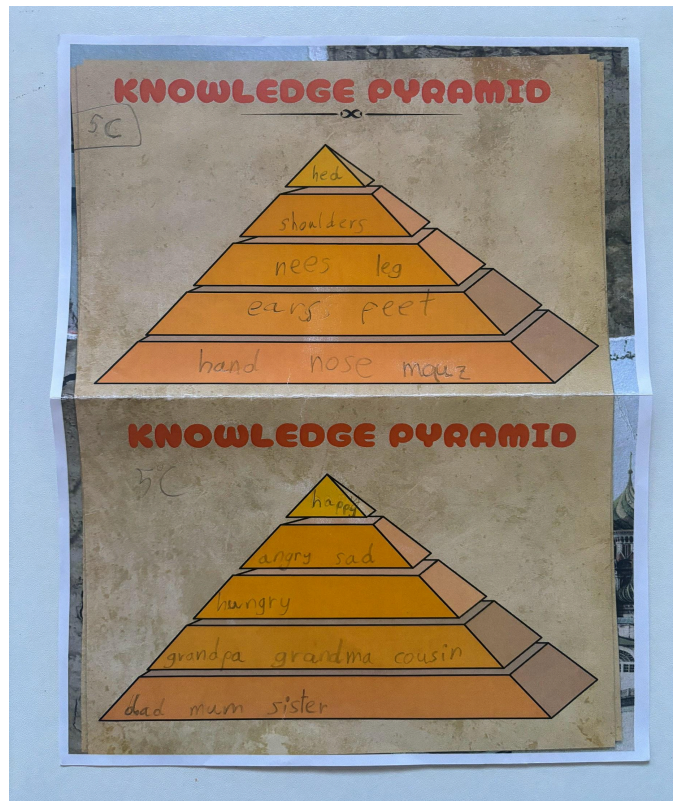 KNOWLEDGE PYRAMID
5C
hed
shoulders
nees leg
ears feet
hand nose mauz
KNOWLEDGE PYRAMID
5C
happy
angry sad
hungry
grandpa grandma cousin
dad mum sister